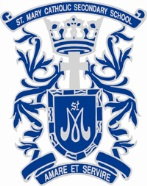 ST. MARY CATHOLIC SECONDARY SCHOOL
st
M
AMARE ET SERVIRE